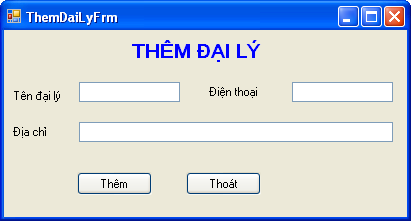 ThemDaiLyFrm
THÊM ĐẠI LÝ
Tên đại lý Điện thoại
Địa chỉ
Thêm Thoát